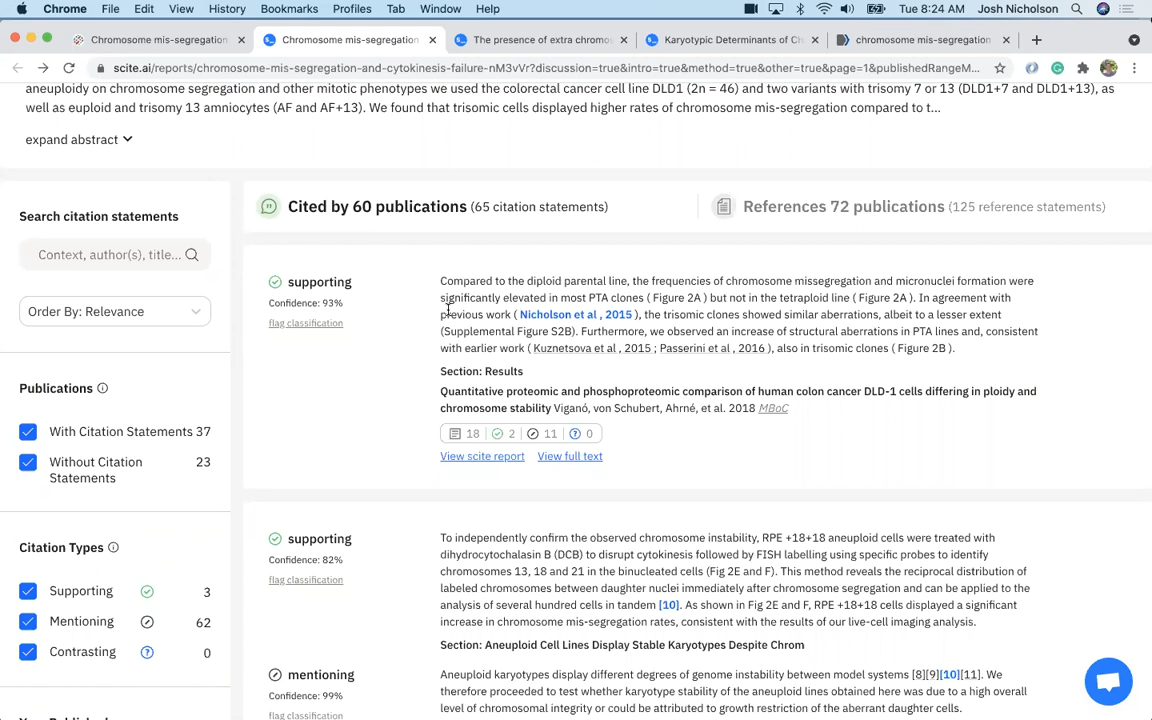 Chrome File Edit View History Bookmarks Profiles Tab Window Help Tue 8:24 AM Josh Nicholson
Chromosome mis-segregation Chromosome mis-segregation The presence of extra chromo Karyotypic Determinants of Ch chromosome mis-segregation
scite.ai/reports/chromosome-mis-segregation-and-cytokinesis-failure-nM3vVr?discussion=true&intro=true&method=true&other=true&page=1&publishedRangeM...
aneuploidy on chromosome segregation and other mitotic phenotypes we used the colorectal cancer cell line DLD1 (2n = 46) and two variants with trisomy 7 or 13 (DLD1+7 and DLD1+13), as
well as euploid and trisomy 13 amniocytes (AF and AF+13). We found that trisomic cells displayed higher rates of chromosome mis-segregation compared to t...
expand abstract
Search citation statements
Context, author(s), title...
Order By: Relevance
Publications
With Citation Statements 37
Without Citation 23
Statements
Citation Types
Supporting 3
Mentioning 62
Contrasting 0
Cited by 60 publications (65 citation statements)
References 72 publications (125 reference statements)
supporting
Confidence: 93%
flag classification
Compared to the diploid parental line, the frequencies of chromosome missegregation and micronuclei formation were
significantly elevated in most PTA clones ( Figure 2A ) but not in the tetraploid line ( Figure 2A ). In agreement with
previous work ( Nicholson et al , 2015 ), the trisomic clones showed similar aberrations, albeit to a lesser extent
(Supplemental Figure S2B). Furthermore, we observed an increase of structural aberrations in PTA lines and, consistent
with earlier work ( Kuznetsova et al , 2015 ; Passerini et al , 2016 ), also in trisomic clones ( Figure 2B ).
Section: Results
Quantitative proteomic and phosphoproteomic comparison of human colon cancer DLD-1 cells differing in ploidy and
chromosome stability Viganó, von Schubert, Ahrné, et al. 2018 MBoC
18 2 11 0
View scite report View full text
supporting
Confidence: 82%
flag classification
To independently confirm the observed chromosome instability, RPE +18+18 aneuploid cells were treated with
dihydrocytochalasin B (DCB) to disrupt cytokinesis followed by FISH labelling using specific probes to identify
chromosomes 13, 18 and 21 in the binucleated cells (Fig 2E and F). This method reveals the reciprocal distribution of
labeled chromosomes between daughter nuclei immediately after chromosome segregation and can be applied to the
analysis of several hundred cells in tandem [10]. As shown in Fig 2E and F, RPE +18+18 cells displayed a significant
increase in chromosome mis-segregation rates, consistent with the results of our live-cell imaging analysis.
Section: Aneuploid Cell Lines Display Stable Karyotypes Despite Chrom
mentioning
Confidence: 99%
flag classification
Aneuploid karyotypes display different degrees of genome instability between model systems [8][9][10][11]. We
therefore proceeded to test whether karyotype stability of the aneuploid lines obtained here was due to a high overall
level of chromosomal integrity or could be attributed to growth restriction of the aberrant daughter cells.